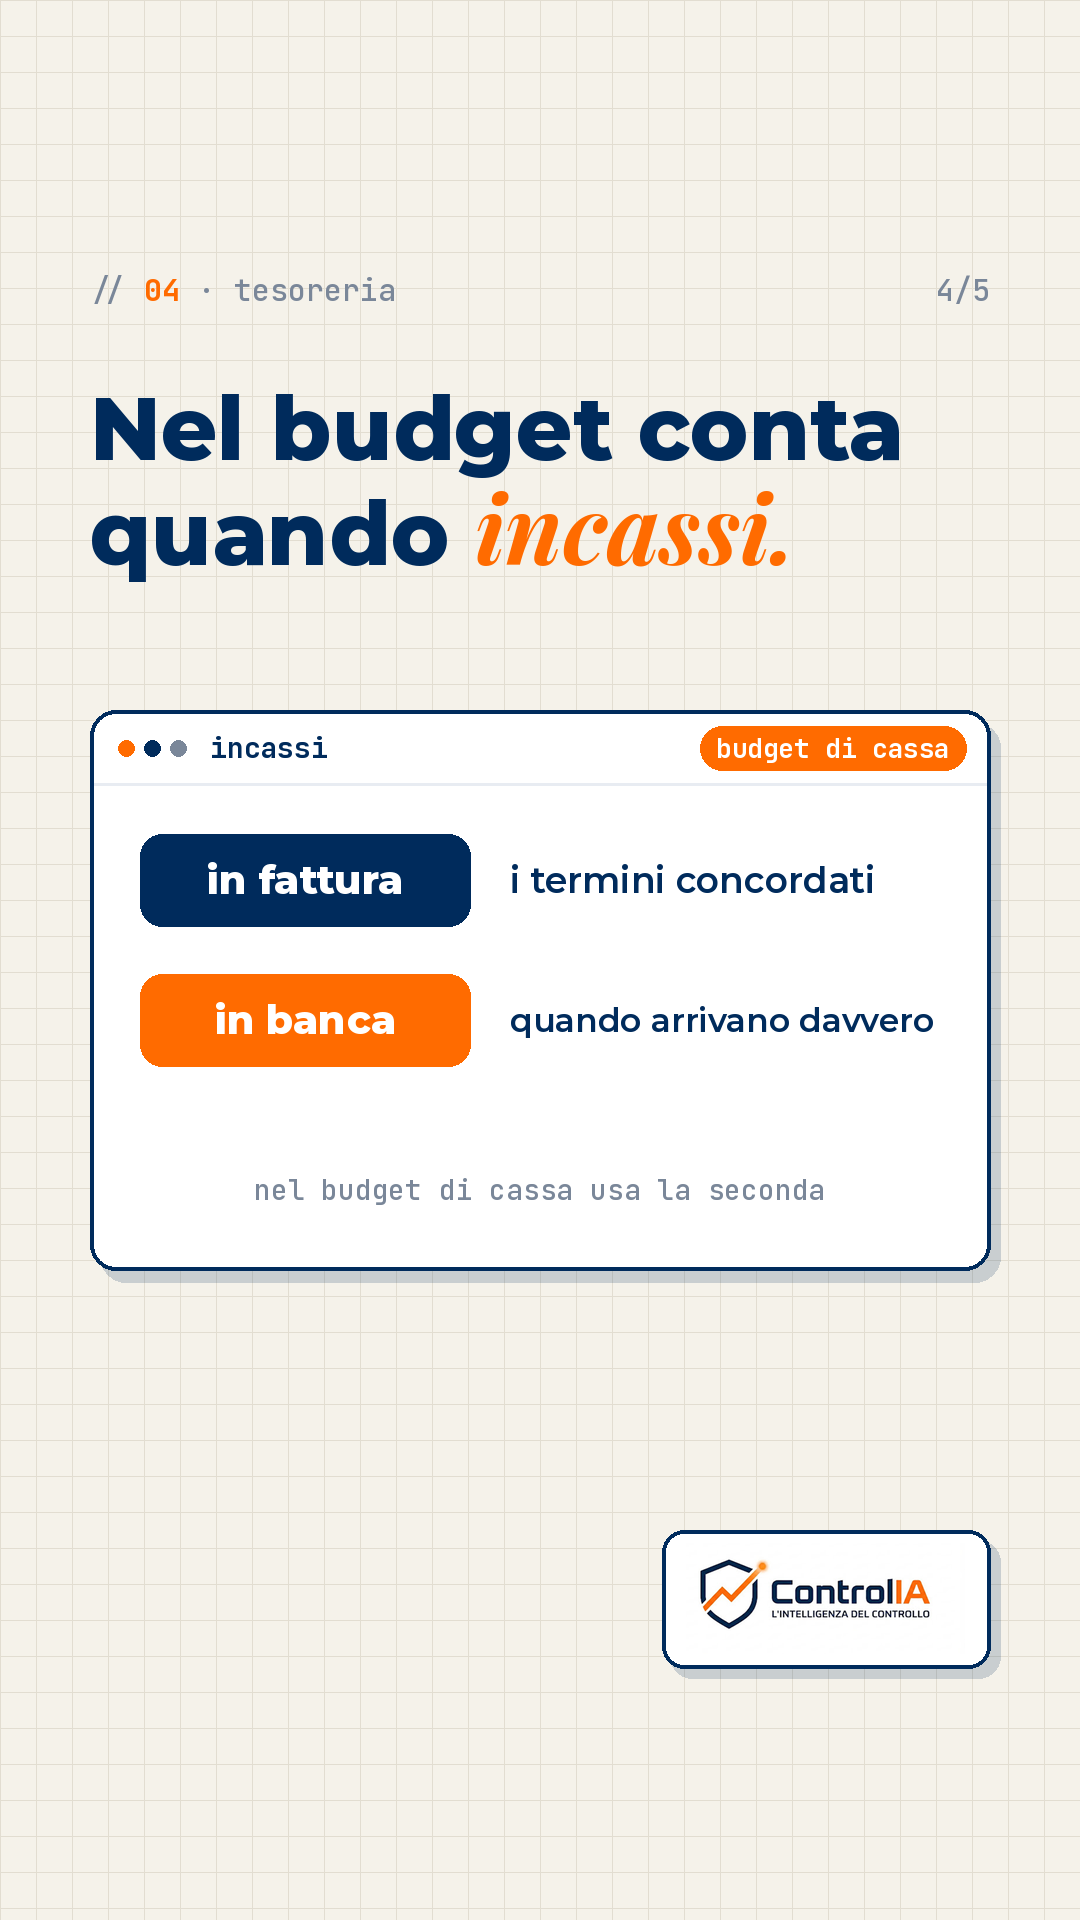 // 04 · tesoreria
4/5
Nel budget conta
quando incassi.
incassi
budget di cassa
in fattura
i termini concordati
in banca
quando arrivano davvero
nel budget di cassa usa la seconda
ControlIA
L'INTELLIGENZA DEL CONTROLLO